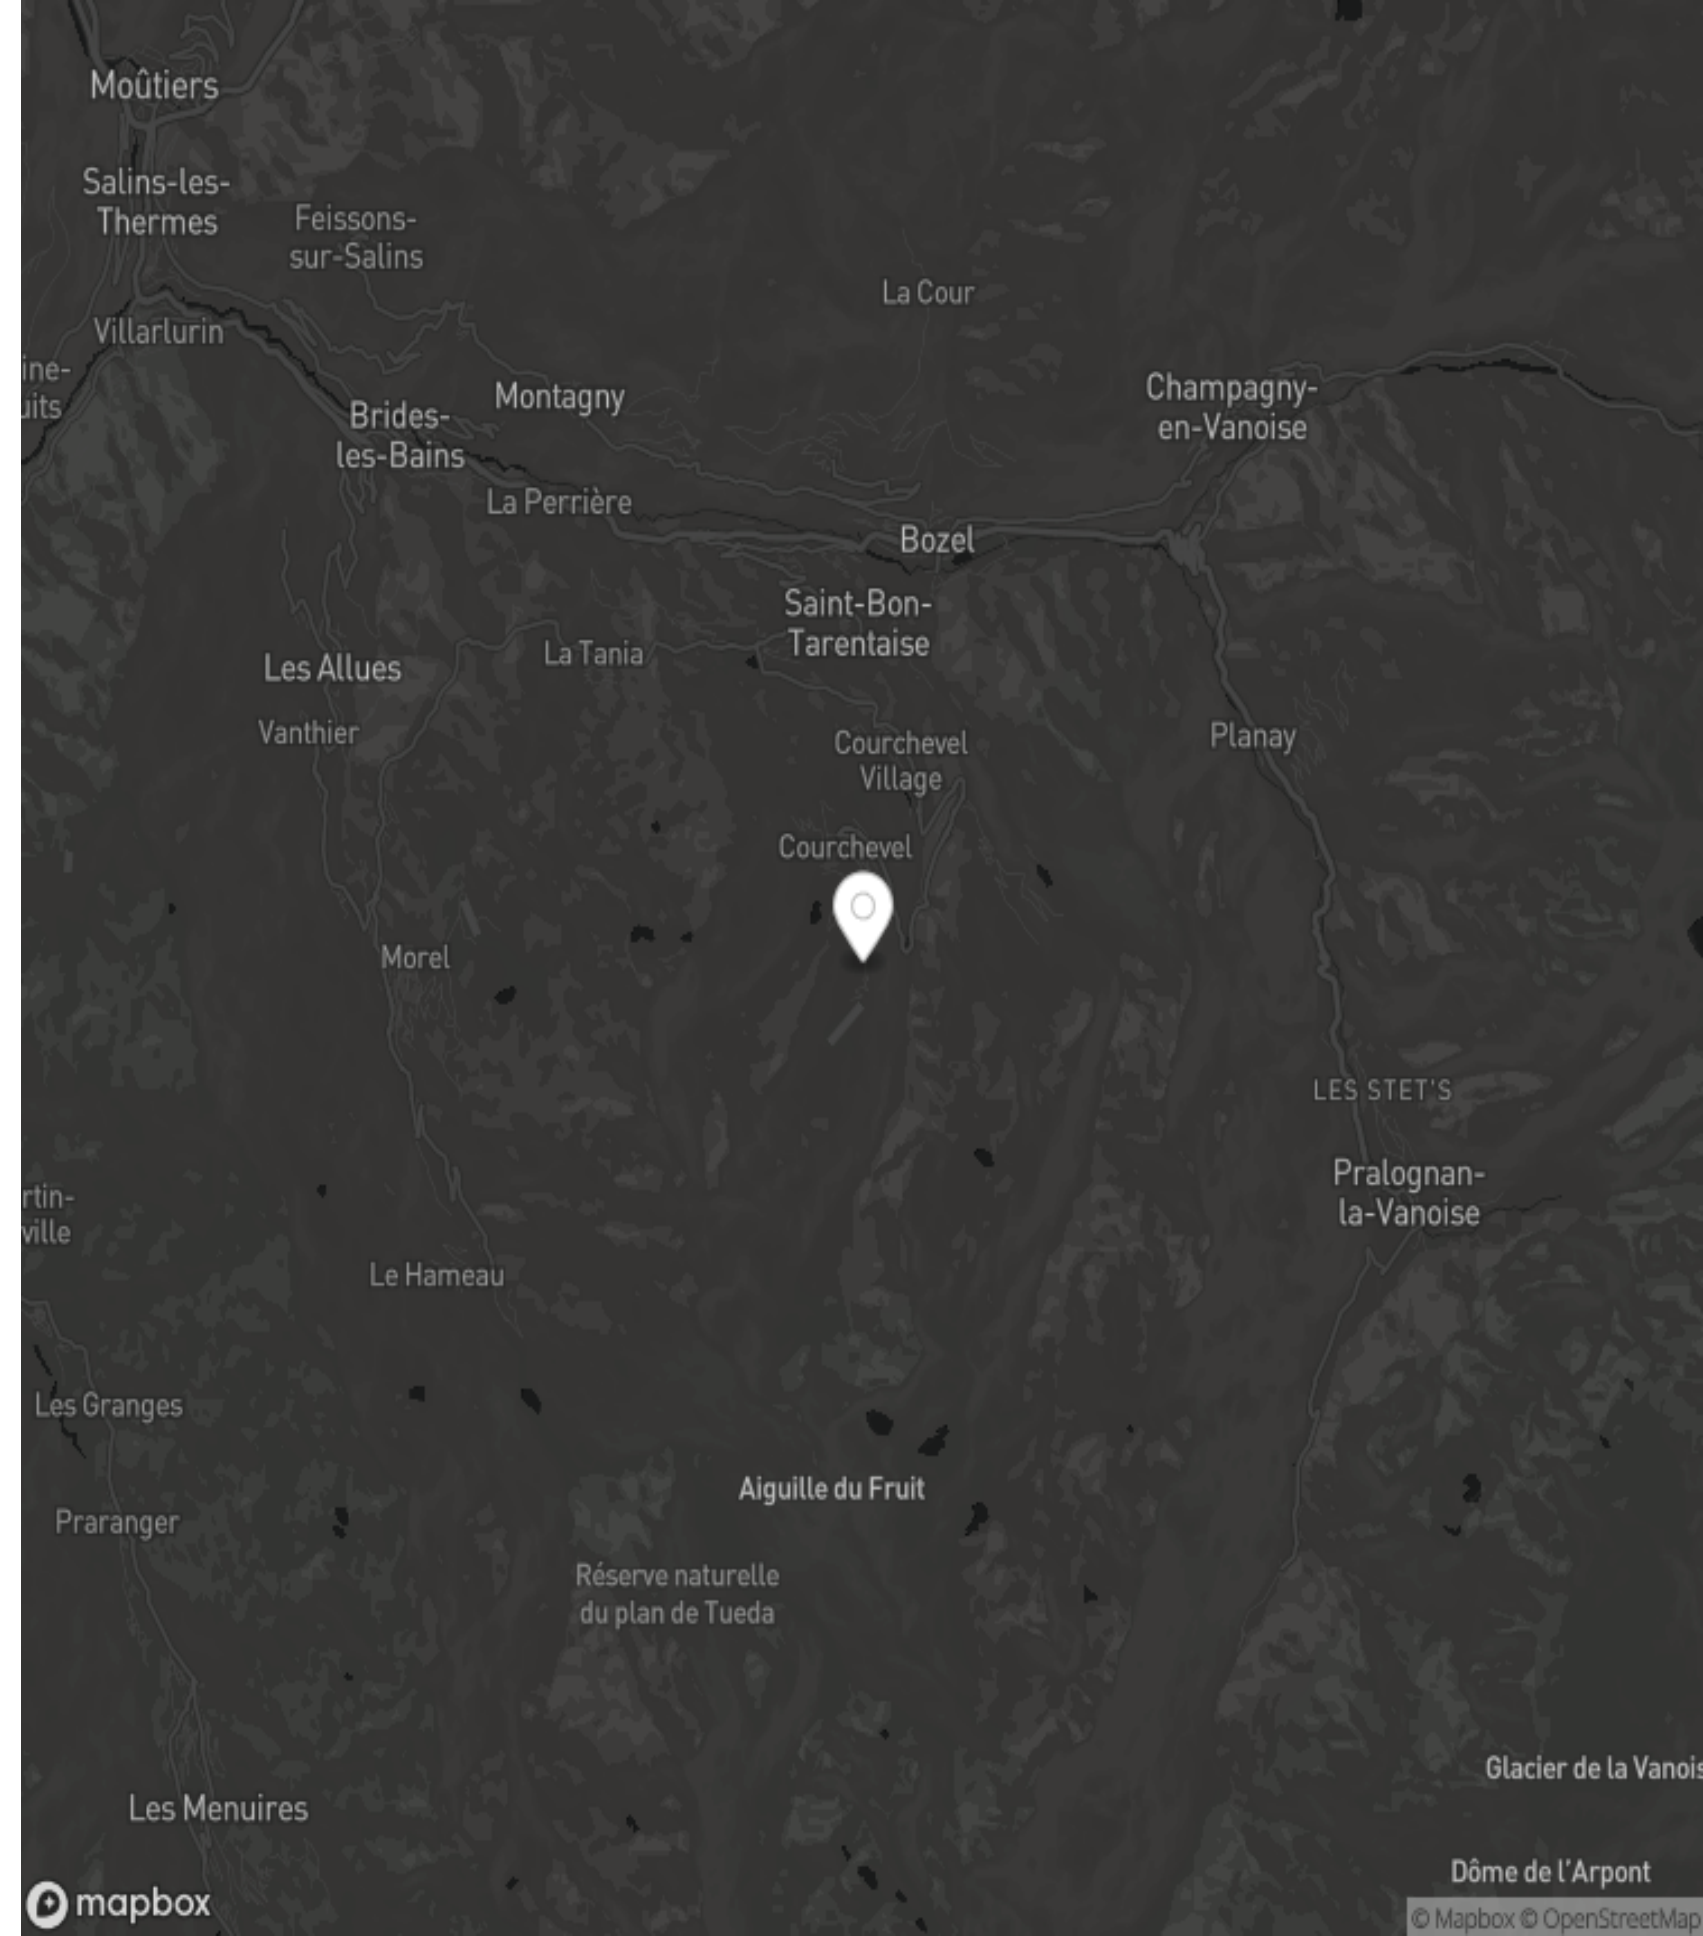 Moûtiers
Salins-les-
Thermes
Feissons-
sur-Salins
La Cour
Villarlurin
ine-
uits
Montagny
Champagny-
en-Vanoise
Brides-
les-Bains
La Perrière
Bozel
Saint-Bon-
Tarentaise
La Tania
Les Allues
Vanthier
Courchevel
Village
Planay
Courchevel
Morel
LES STET'S
Pralognan-
la-Vanoise
rtin-
ville
Le Hameau
Les Granges
Aiguille du Fruit
Praranger
Réserve naturelle
du plan de Tueda
Glacier de la Vanois
Les Menuires
Dôme de l'Arpont
mapbox
© Mapbox © OpenStreetMap